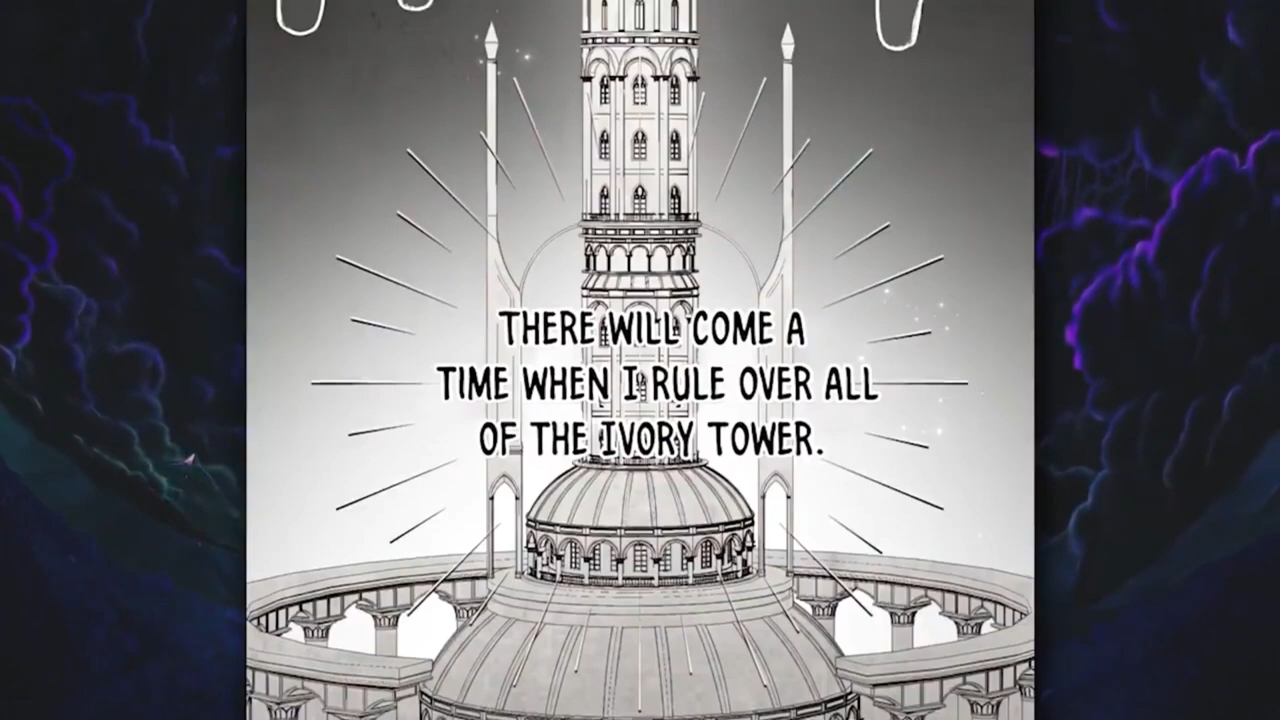 THERE WILL COME A
TIME WHEN I RULE OVER ALL
OF THE IVORY TOWER.